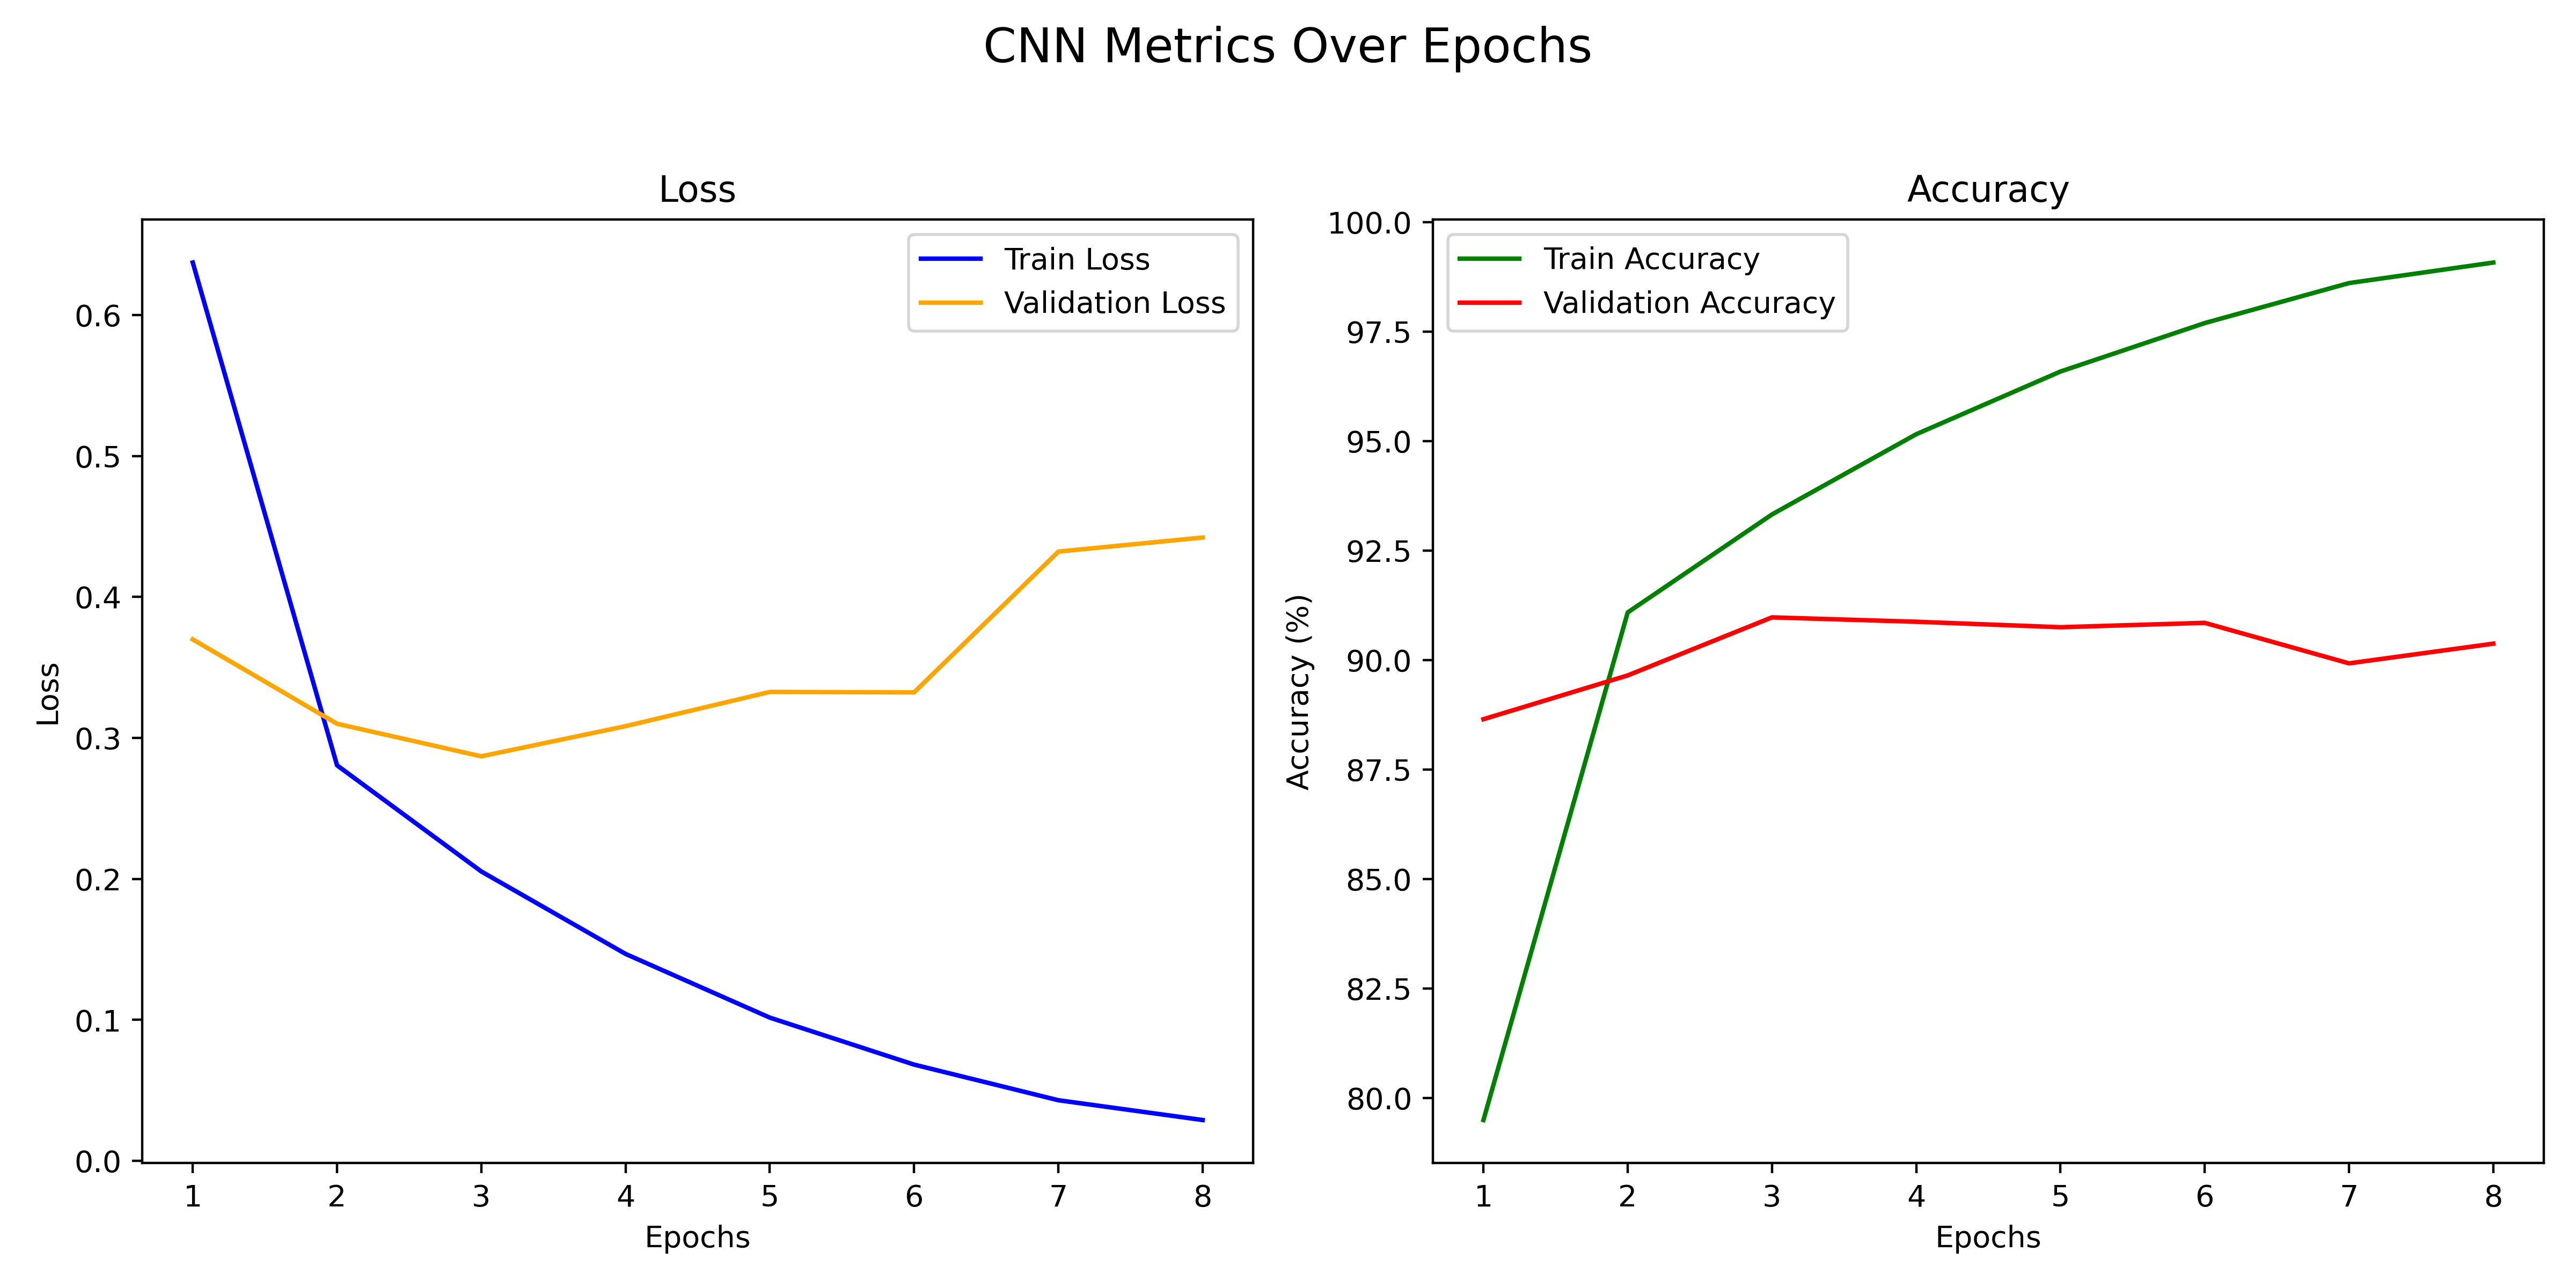 CNN Metrics Over Epochs
Loss
Train Loss
Validation Loss
0.6
0.5
0.4
0.3
0.2
0.1
0.0
Loss
1 2 3 4 5 6 7 8
Epochs
Accuracy
Train Accuracy
Validation Accuracy
100.0
97.5
95.0
92.5
90.0
87.5
85.0
82.5
80.0
Accuracy (%)
1 2 3 4 5 6 7 8
Epochs